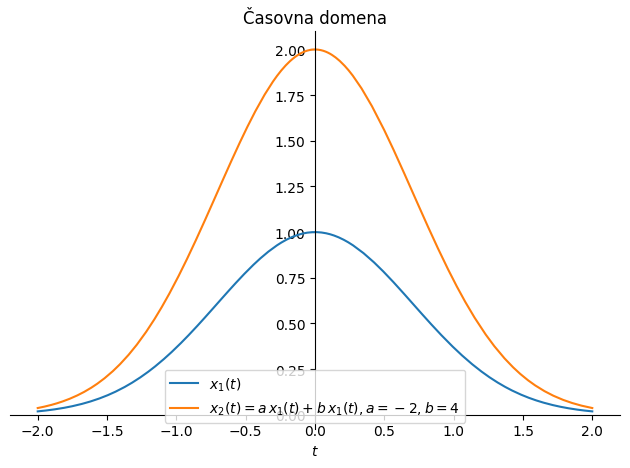 Časovna domena
2.00
1.75
1.50
1.25
1.00
0.75
0.50
0.25
0.00
x₁(t)
x₂(t) = a x₁(t) + b x₁(t), a = −2, b = 4
−2.0 −1.5 −1.0 −0.5 0.0 0.5 1.0 1.5 2.0
t